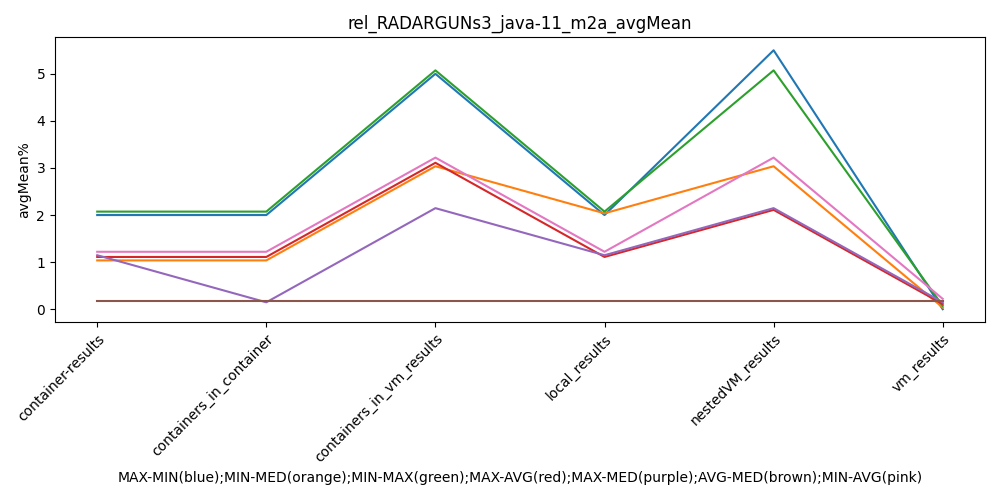 rel_RADARGUNs3_java-11_m2a_avgMean
avgMean%
5
4
3
2
1
0
container-results
containers_in_container
containers_in_vm_results
local_results
nestedVM_results
vm_results
MAX-MIN(blue);MIN-MED(orange);MIN-MAX(green);MAX-AVG(red);MAX-MED(purple);AVG-MED(brown);MIN-AVG(pink)